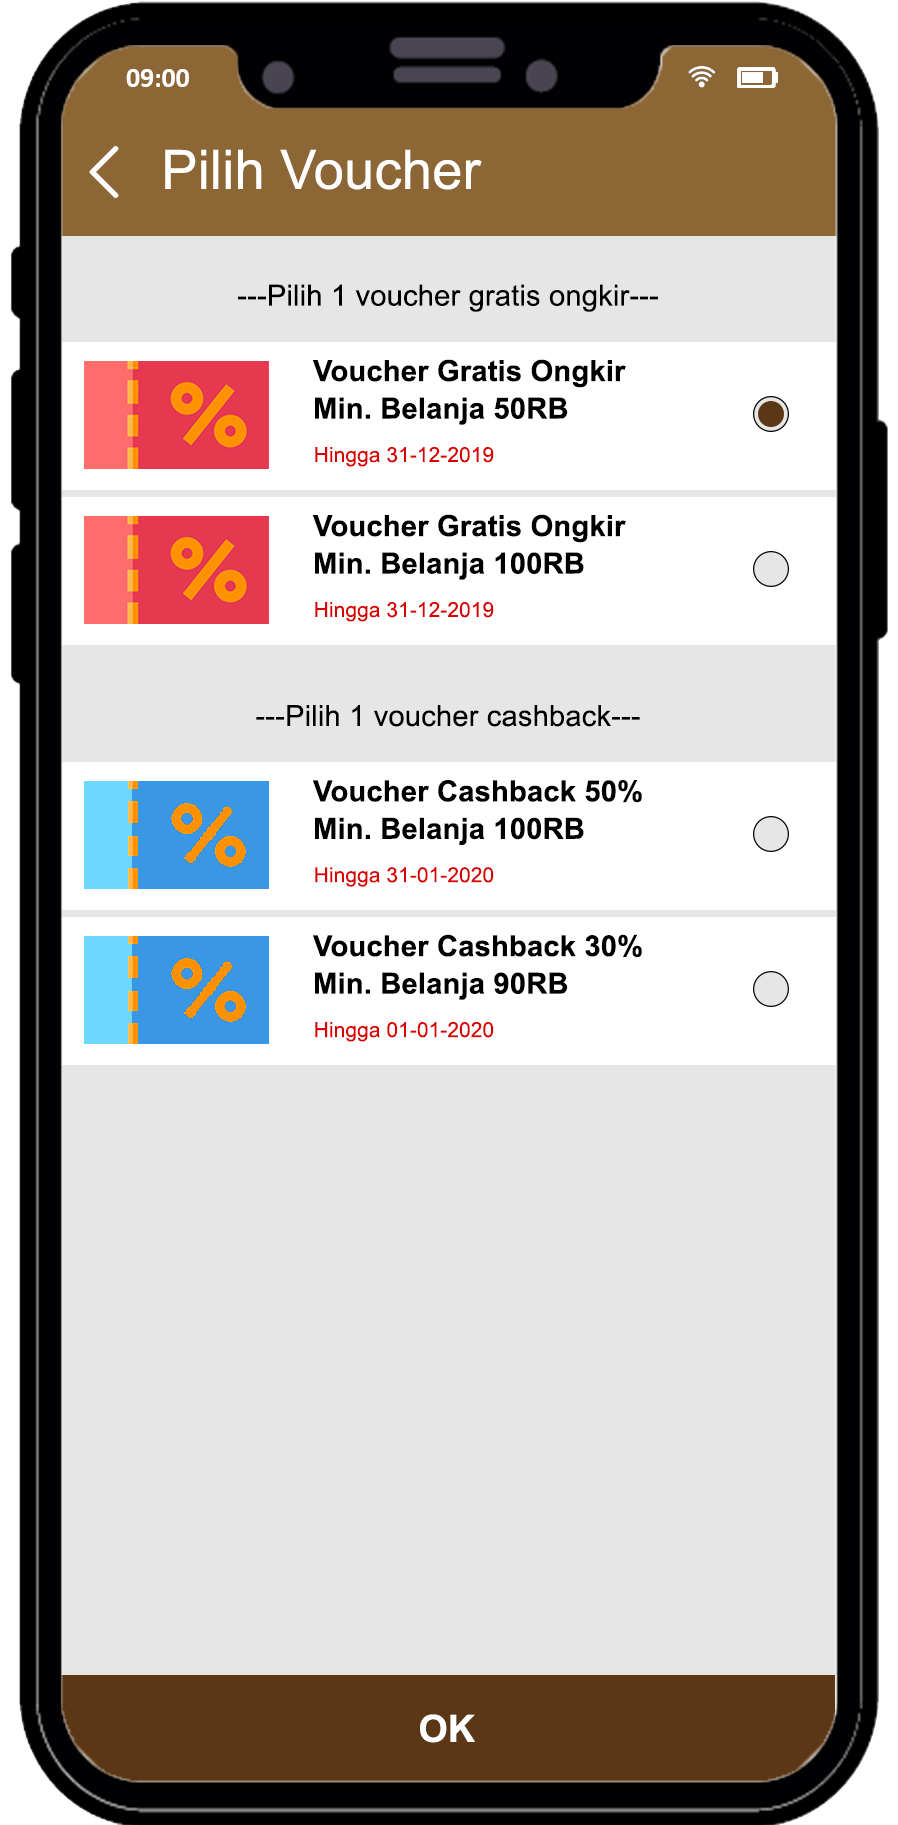 09:00
Pilih Voucher
---Pilih 1 voucher gratis ongkir---
%
Voucher Gratis Ongkir
Min. Belanja 50RB
Hingga 31-12-2019
%
Voucher Gratis Ongkir
Min. Belanja 100RB
Hingga 31-12-2019
---Pilih 1 voucher cashback---
%
Voucher Cashback 50%
Min. Belanja 100RB
Hingga 31-01-2020
%
Voucher Cashback 30%
Min. Belanja 90RB
Hingga 01-01-2020
OK